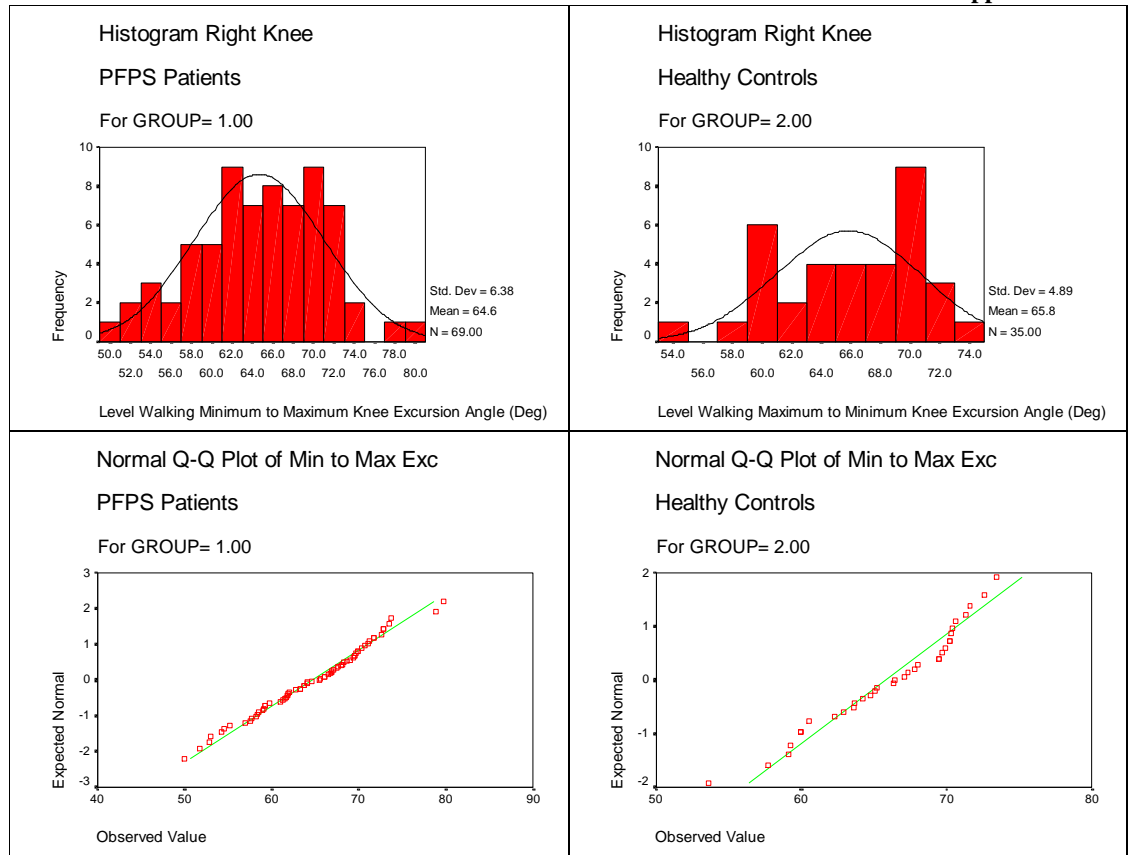 Histogram Right Knee
PFPS Patients
For GROUP= 1.00
10
8
6
4
2
0
Frequency
Std. Dev = 6.38
Mean = 64.6
N = 69.00
50.0 54.0 58.0 62.0 66.0 70.0 74.0 78.0
52.0 56.0 60.0 64.0 68.0 72.0 76.0 80.0
Level Walking Minimum to Maximum Knee Excursion Angle (Deg)
Histogram Right Knee
Healthy Controls
For GROUP= 2.00
10
8
6
4
2
0
Frequency
Std. Dev = 4.89
Mean = 65.8
N = 35.00
54.0 58.0 62.0 66.0 70.0 74.0
56.0 60.0 64.0 68.0 72.0
Level Walking Maximum to Minimum Knee Excursion Angle (Deg)
Normal Q-Q Plot of Min to Max Exc
PFPS Patients
For GROUP= 1.00
3
2
1
0
-1
-2
-3
Expected Normal
40 50 60 70 80 90
Observed Value
Normal Q-Q Plot of Min to Max Exc
Healthy Controls
For GROUP= 2.00
2
1
0
-1
-2
Expected Normal
50 60 70 80
Observed Value